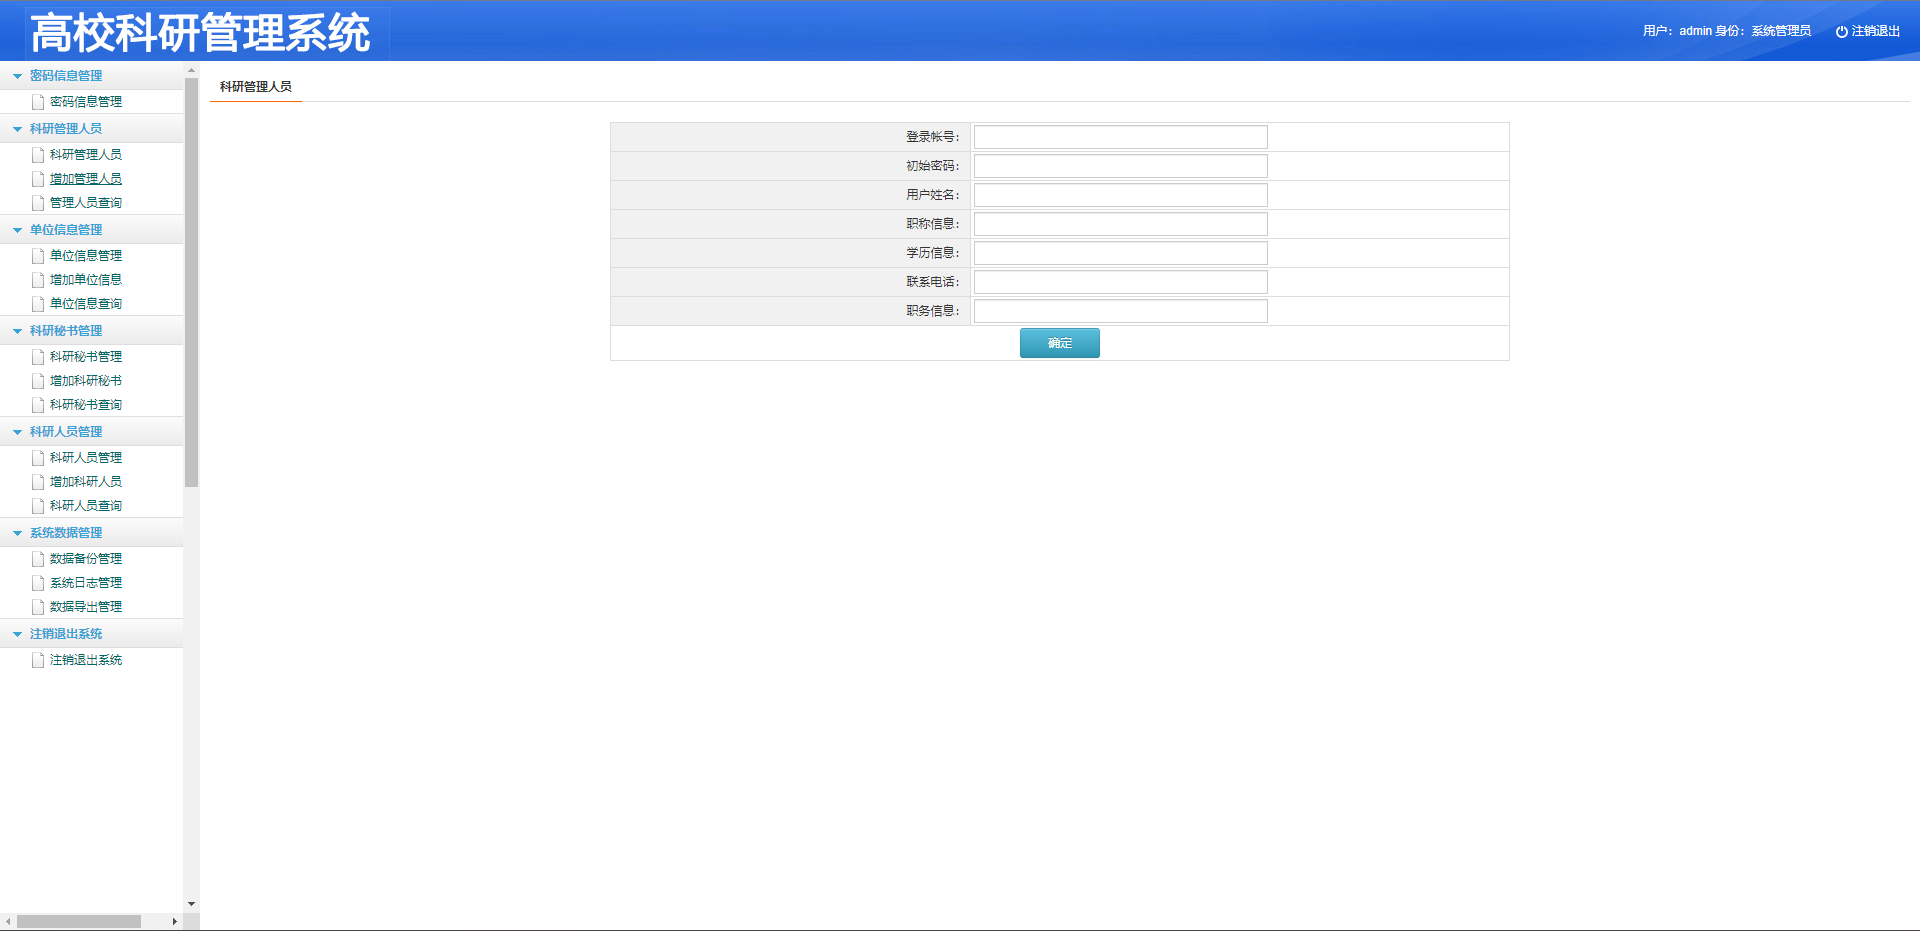 高校科研管理系统
用户：admin 身份：系统管理员
注销退出
密码信息管理
密码信息管理
科研管理人员
科研管理人员
增加管理人员
管理人员查询
单位信息管理
单位信息管理
增加单位信息
单位信息查询
科研秘书管理
科研秘书管理
增加科研秘书
科研秘书查询
科研人员管理
科研人员管理
增加科研人员
科研人员查询
系统数据管理
数据备份管理
系统日志管理
数据导出管理
注销退出系统
注销退出系统
科研管理人员
登录帐号:
初始密码:
用户姓名:
职称信息:
学历信息:
联系电话:
职务信息:
确定